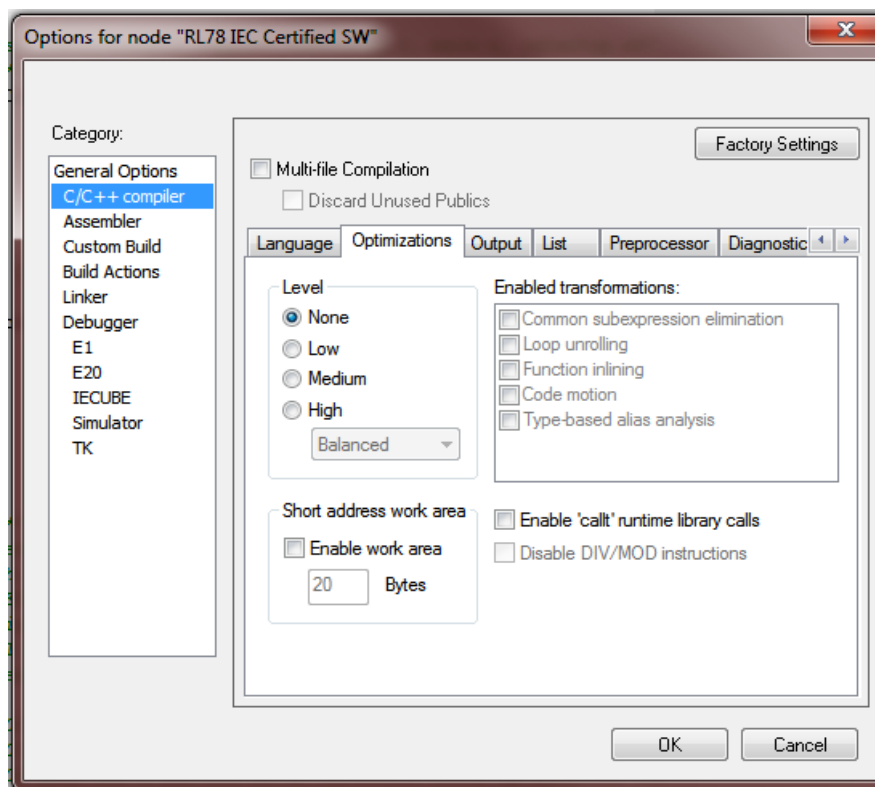 Options for node "RL78 IEC Certified SW"
X
Category:
General Options
C/C++ compiler
Assembler
Custom Build
Build Actions
Linker
Debugger
E1
E20
IECUBE
Simulator
TK
Factory Settings
Multi-file Compilation
Discard Unused Publics
Language Optimizations Output List Preprocessor Diagnostic
Level
None
Low
Medium
High
Balanced
Enabled transformations:
Common subexpression elimination
Loop unrolling
Function inlining
Code motion
Type-based alias analysis
Short address work area
Enable work area
20 Bytes
Enable 'callt' runtime library calls
Disable DIV/MOD instructions
OK Cancel